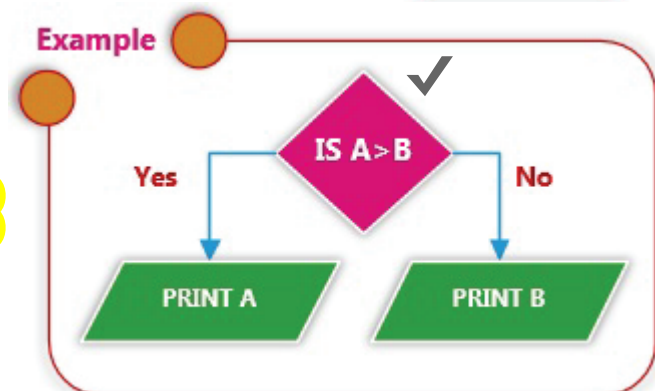 Example
IS A>B
Yes
No
PRINT A
PRINT B